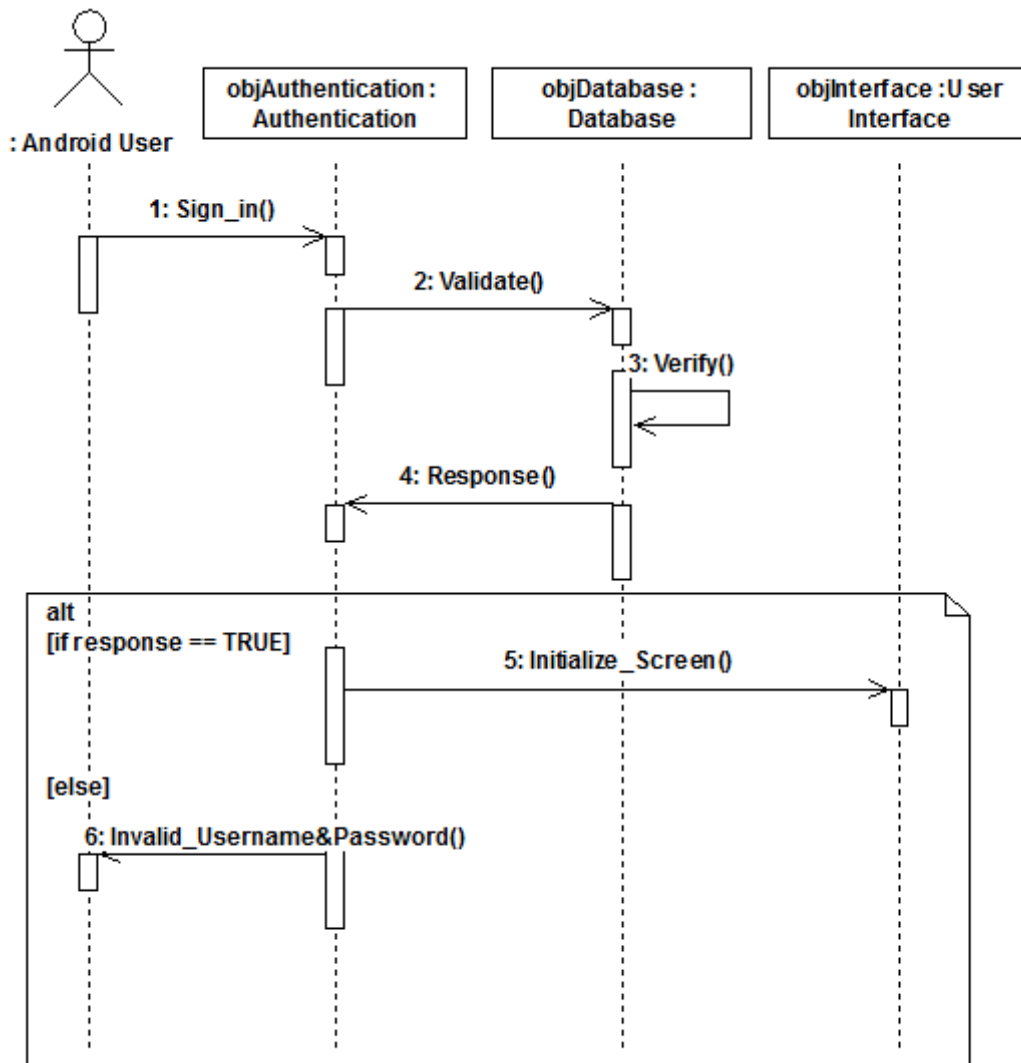 : Android User
objAuthentication :
Authentication
objDatabase :
Database
objInterface :User
Interface
1: Sign_in()
2: Validate()
3: Verify()
4: Response()
alt
[if response == TRUE]
5: Initialize_Screen()
[else]
6: Invalid_Username&Password()